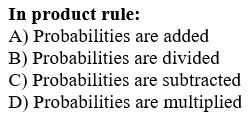 In product rule:
A) Probabilities are added
B) Probabilities are divided
C) Probabilities are subtracted
D) Probabilities are multiplied